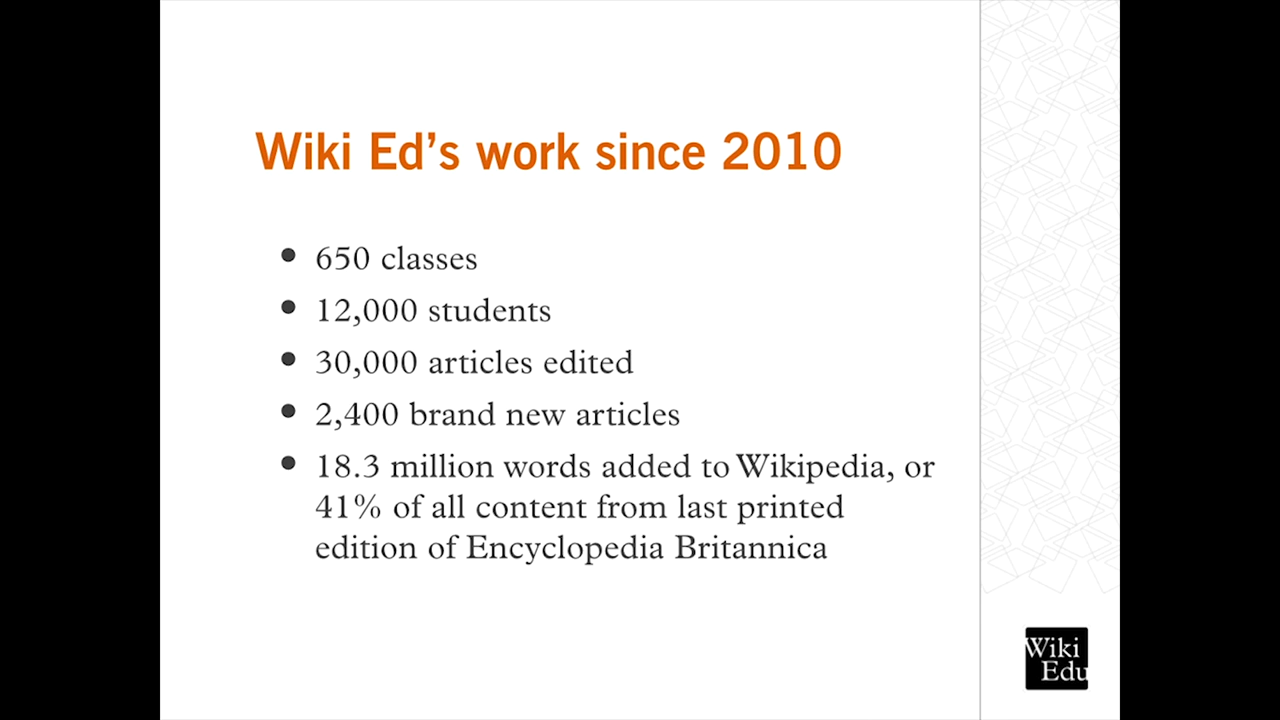 Wiki Ed’s work since 2010
• 650 classes
• 12,000 students
• 30,000 articles edited
• 2,400 brand new articles
• 18.3 million words added to Wikipedia, or
41% of all content from last printed
edition of Encyclopedia Britannica
Wiki
Edu